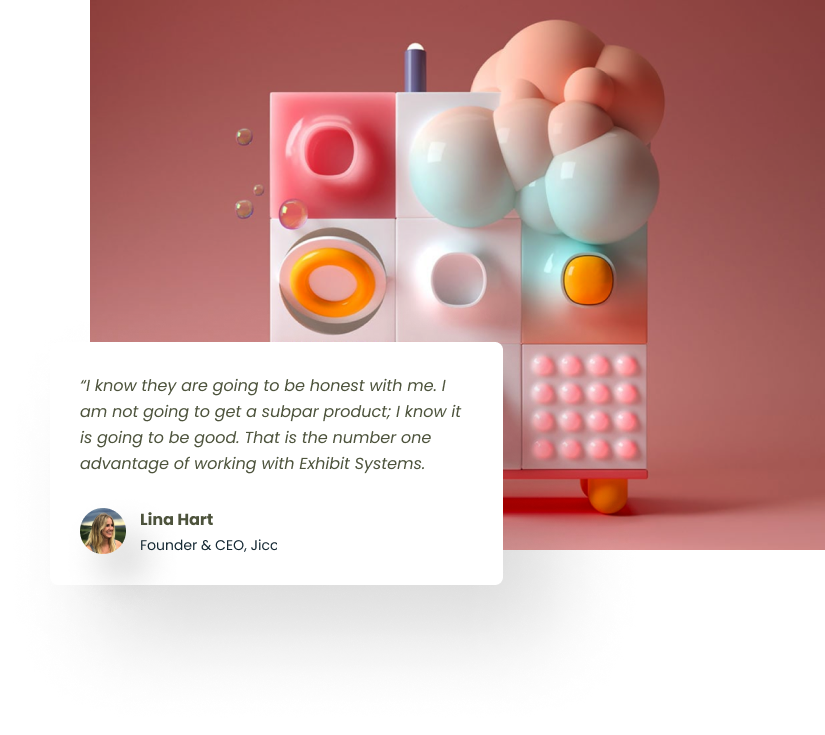 “I know they are going to be honest with me. I
am not going to get a subpar product; I know it
is going to be good. That is the number one
advantage of working with Exhibit Systems.
Lina Hart
Founder & CEO,